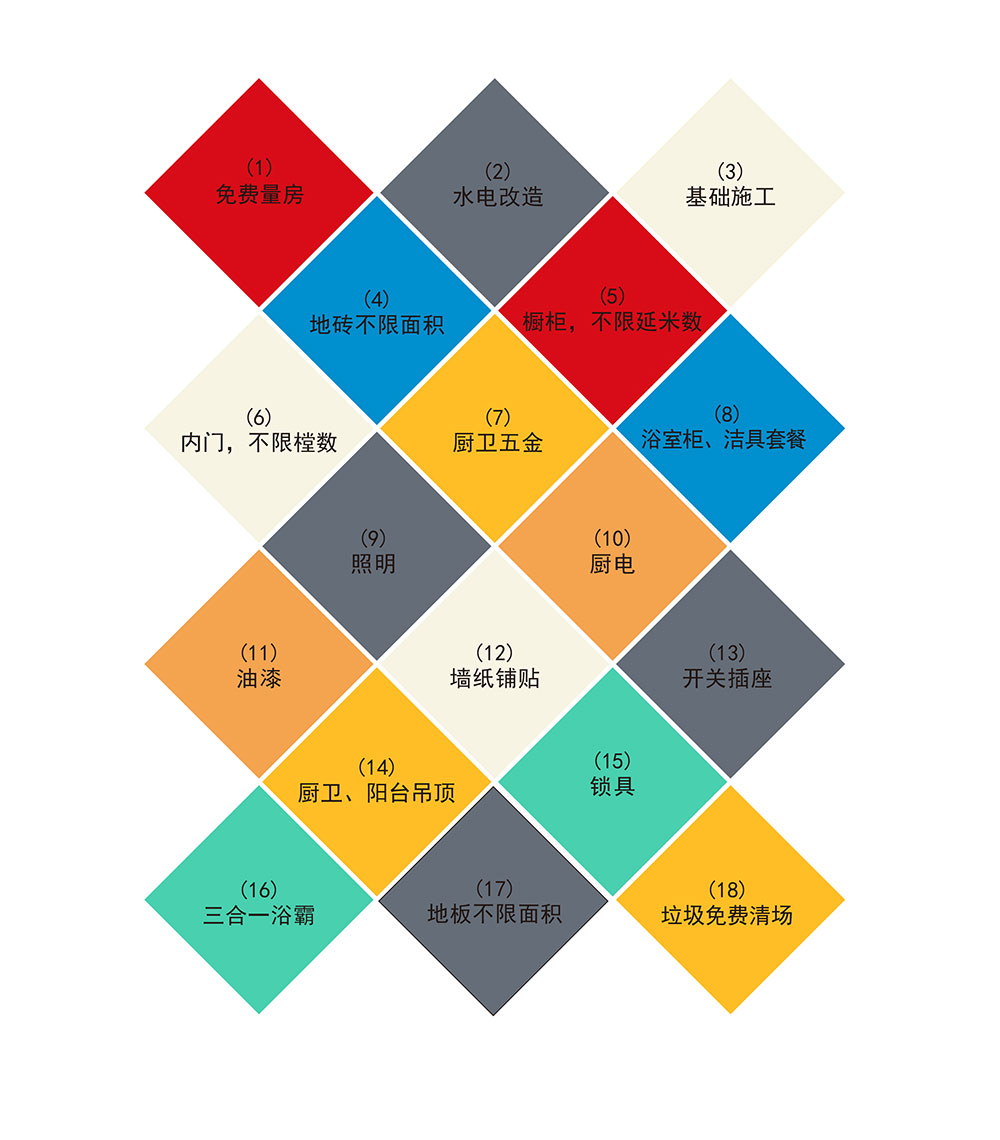 (1)
免费量房
(2)
水电改造
(3)
基础施工
(4)
地砖不限面积
(5)
橱柜，不限延米数
(6)
内门，不限樘数
(7)
厨卫五金
(8)
浴室柜、洁具套餐
(9)
照明
(10)
厨电
(11)
油漆
(12)
墙纸铺贴
(13)
开关插座
(14)
厨卫、阳台吊顶
(15)
锁具
(16)
三合一浴霸
(17)
地板不限面积
(18)
垃圾免费清场